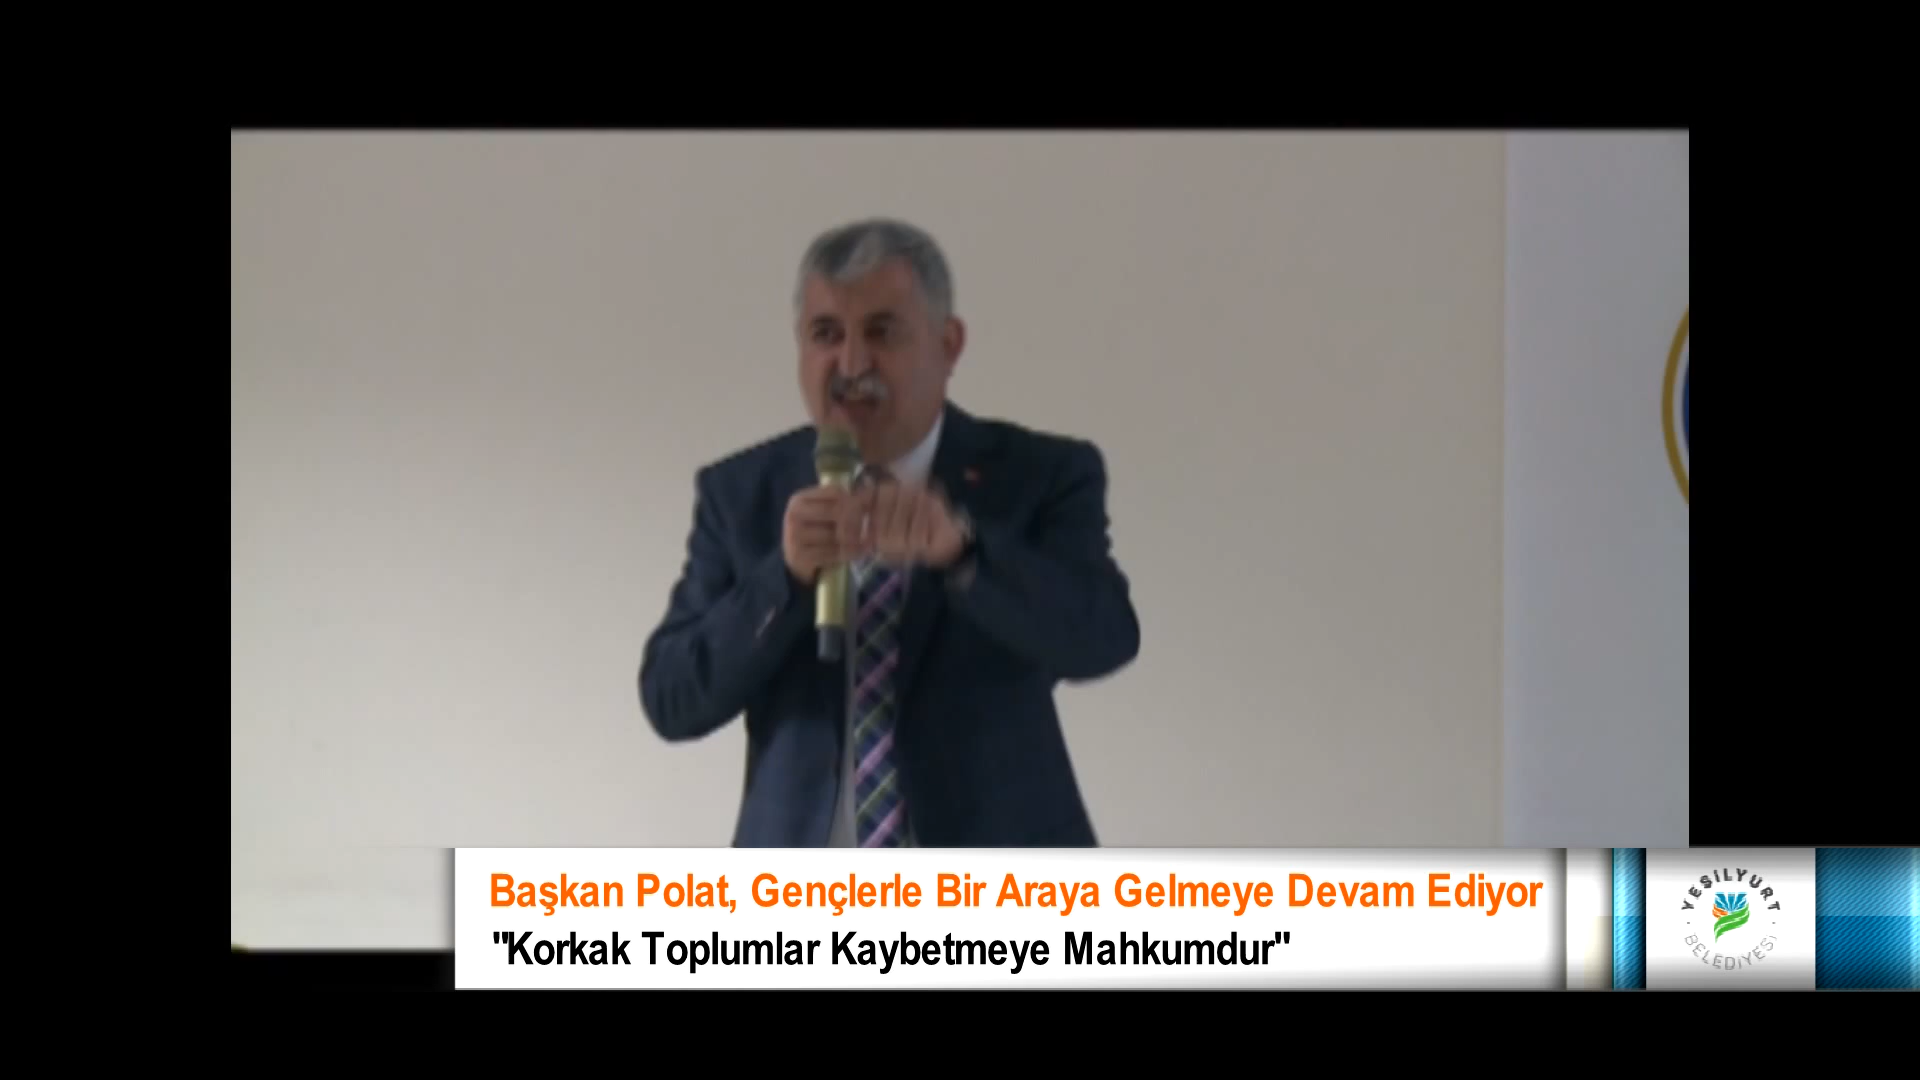 Başkan Polat, Gençlerle Bir Araya Gelmeye Devam Ediyor
"Korkak Toplumlar Kaybetmeye Mahkumdur"
YEŞİLYURT
BELEDİYESİ